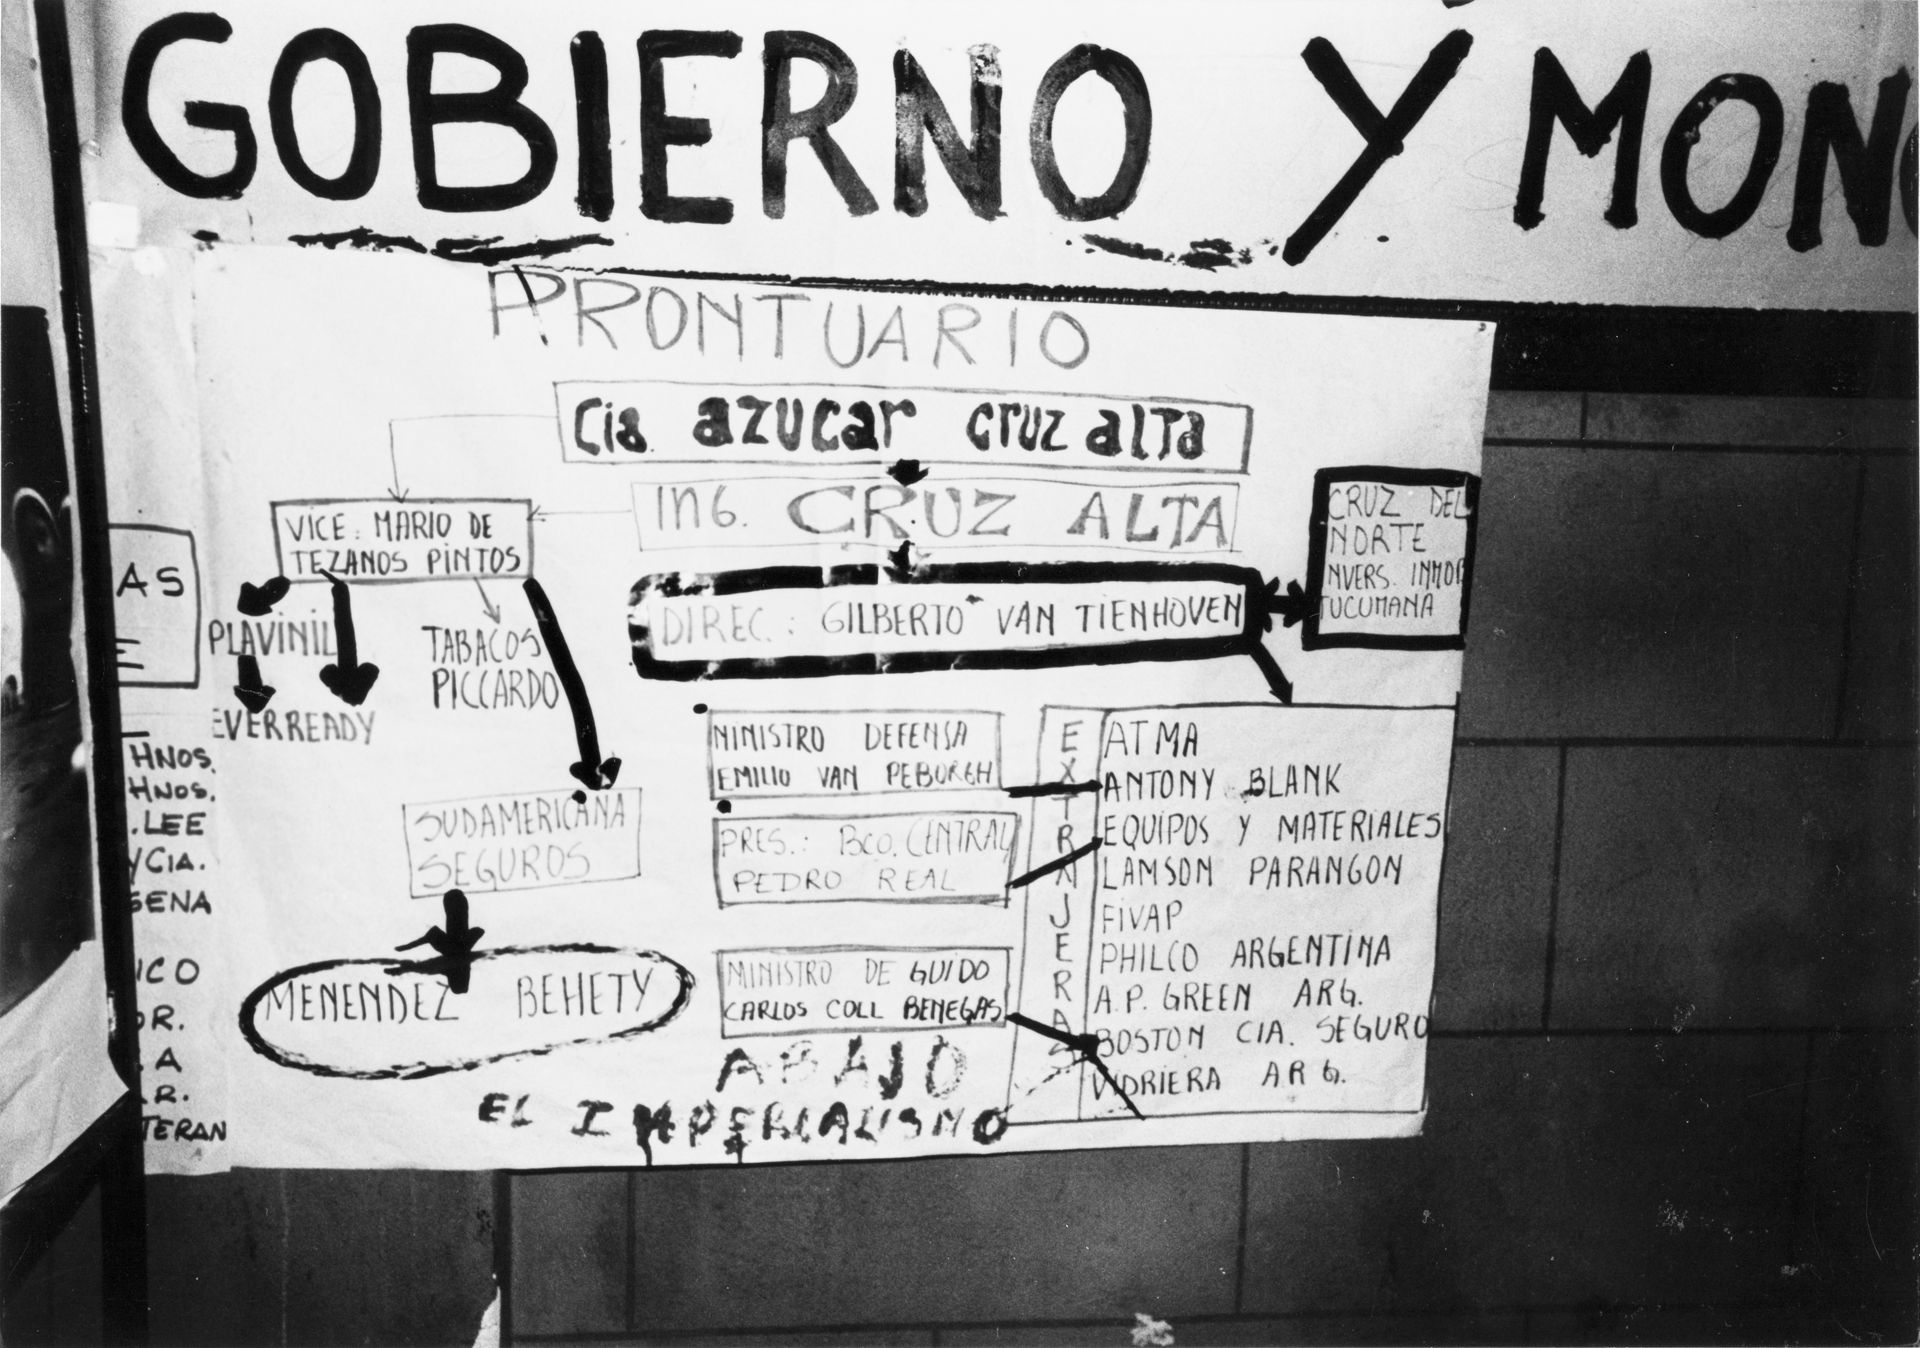 GOBIERNO Y MON
PRONTUARIO
Cia. azucar cruz alta
ING. CRUZ ALTA
VICE: MARIO DE
TEZANOS PINTOS
DIREC.: GILBERTO VAN TIENHOVEN
CRUZ DEL
NORTE
NVERS. INMOB
TUCUMANA
PLAVINIL
EVERREADY
TABACOS
PICCARDO
SUDAMERICANA
SEGUROS
MENENDEZ BEHETY
MINISTRO DEFENSA
EMILIO VAN PEBORGH
PRES.: BCO. CENTRAL
PEDRO REAL
MINISTRO DE GUIDO
CARLOS COLL BENEGAS
EXTRANJERAS
ATMA
ANTONY BLANK
EQUIPOS Y MATERIALES
LAMSON PARANGON
FIVAP
PHILCO ARGENTINA
A.P. GREEN ARG.
BOSTON CIA. SEGURO
VIDRIERA ARG.
ABAJO
EL IMPERIALISMO
AS
HNOS.
HNOS.
.LEE
Y CIA.
SENA
ICO
OR.
.A
R.
TERAN